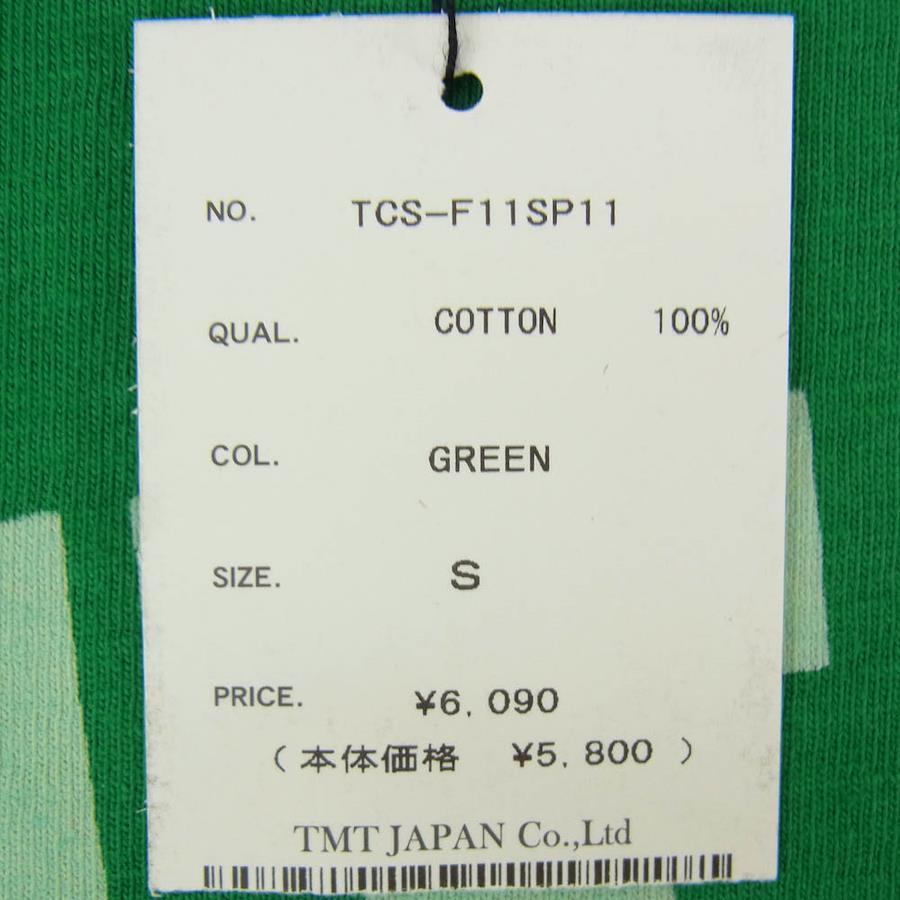 NO. TCS-F11SP11
QUAL. COTTON 100%
COL. GREEN
SIZE. S
PRICE. ¥6,090
(本体価格 ¥5,800)
TMT JAPAN Co.,Ltd